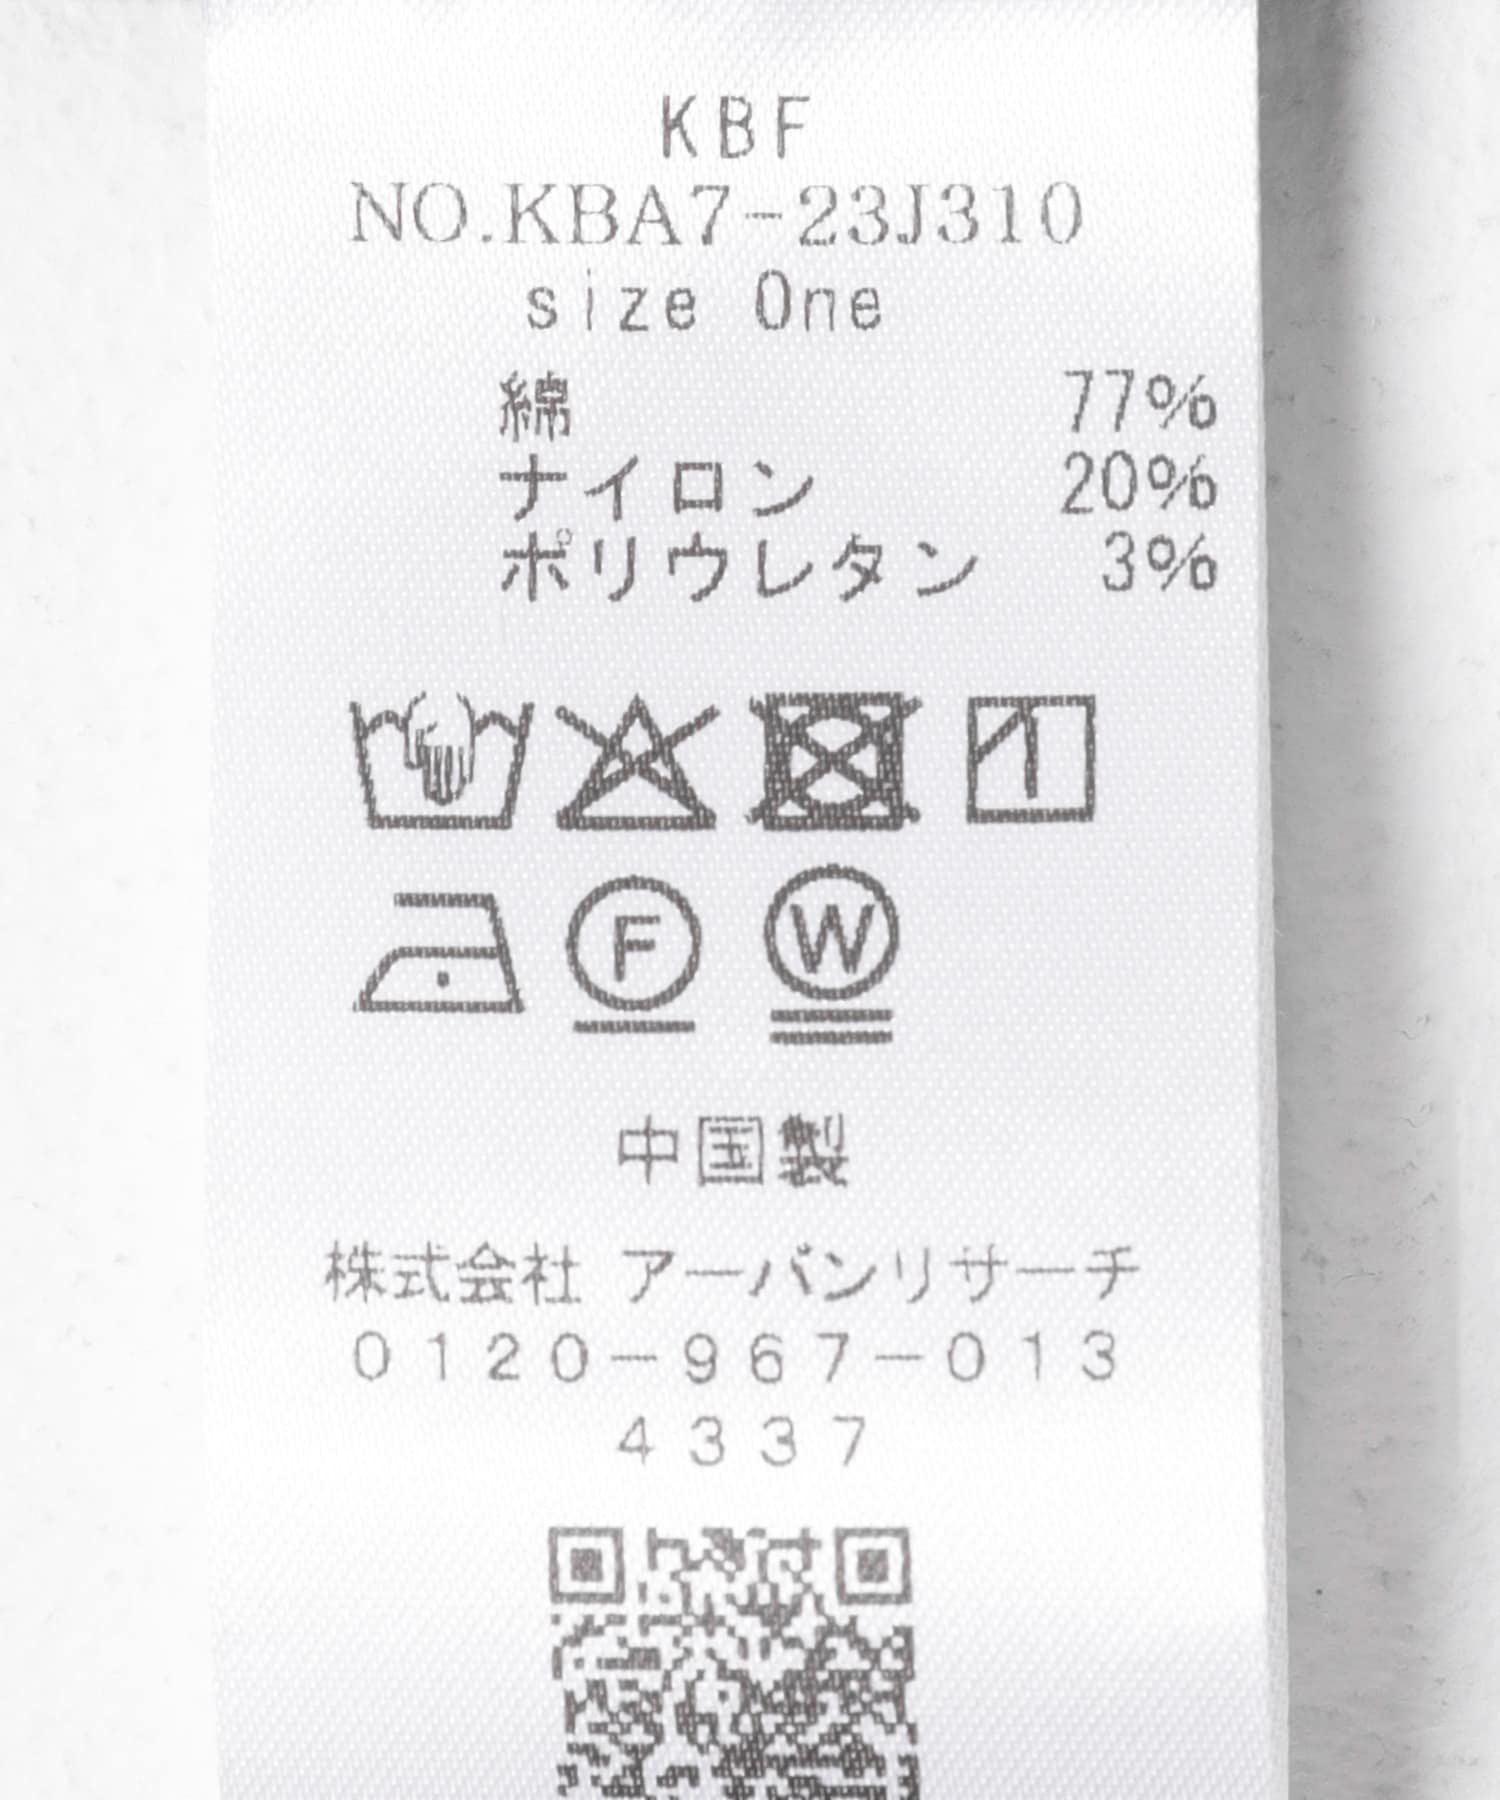 KBF
NO.KBA7-23J310
size One
綿 77%
ナイロン 20%
ポリウレタン 3%
F W
中国製
株式会社 アーバンリサーチ
0120-967-013
4337